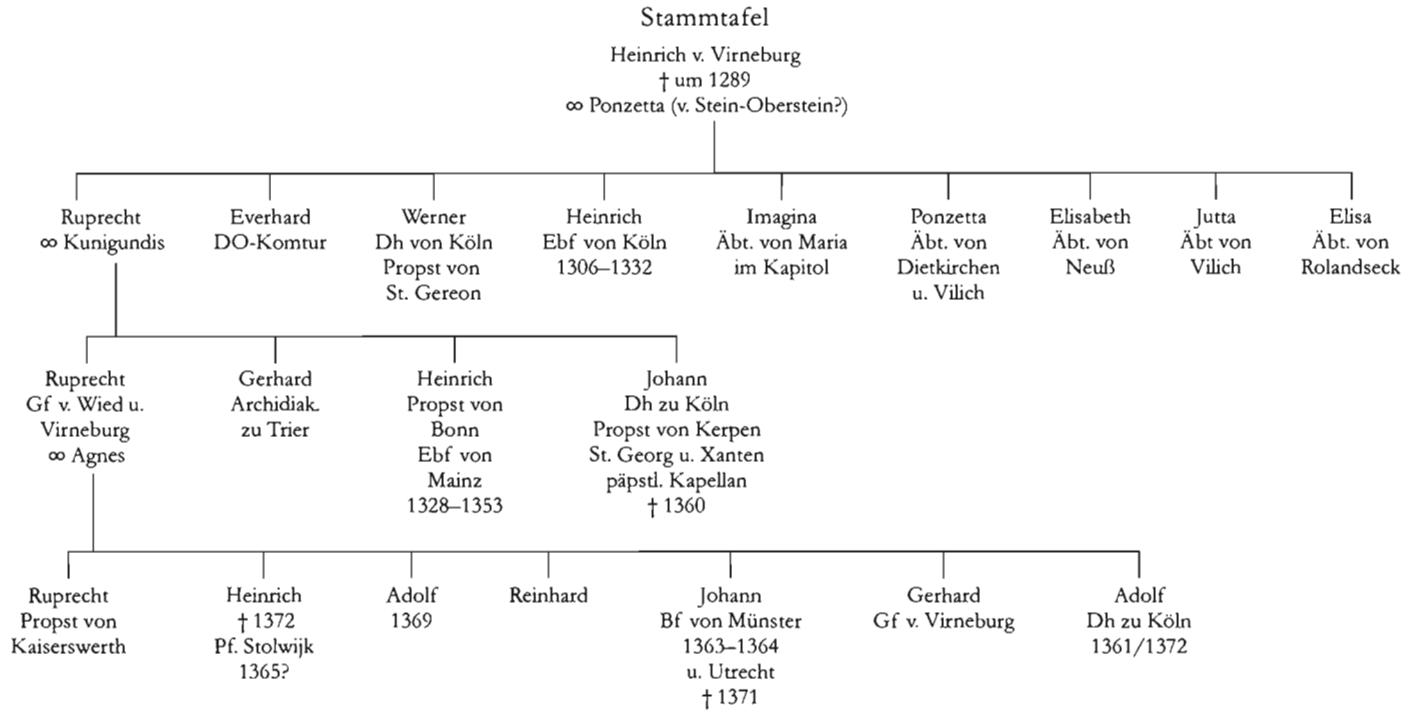 Stammtafel
Heinrich v. Virneburg
† um 1289
∞ Ponzetta (v. Stein-Oberstein?)
Ruprecht
∞ Kunigundis
Everhard
DO-Komtur
Werner
Dh von Köln
Propst von
St. Gereon
Heinrich
Ebf von Köln
1306–1332
Imagina
Äbt. von Maria
im Kapitol
Ponzetta
Äbt. von
Dietkirchen
u. Vilich
Elisabeth
Äbt. von
Neuß
Jutta
Äbt von
Vilich
Elisa
Äbt. von
Rolandseck
Ruprecht
Gf v. Wied u.
Virneburg
∞ Agnes
Gerhard
Archidiak.
zu Trier
Heinrich
Propst von
Bonn
Ebf von
Mainz
1328–1353
Johann
Dh zu Köln
Propst von Kerpen
St. Georg u. Xanten
päpstl. Kapellan
† 1360
Ruprecht
Propst von
Kaiserswerth
Heinrich
† 1372
Pf. Stolwijk
1365?
Adolf
1369
Reinhard
Johann
Bf von Münster
1363–1364
u. Utrecht
† 1371
Gerhard
Gf v. Virneburg
Adolf
Dh zu Köln
1361/1372